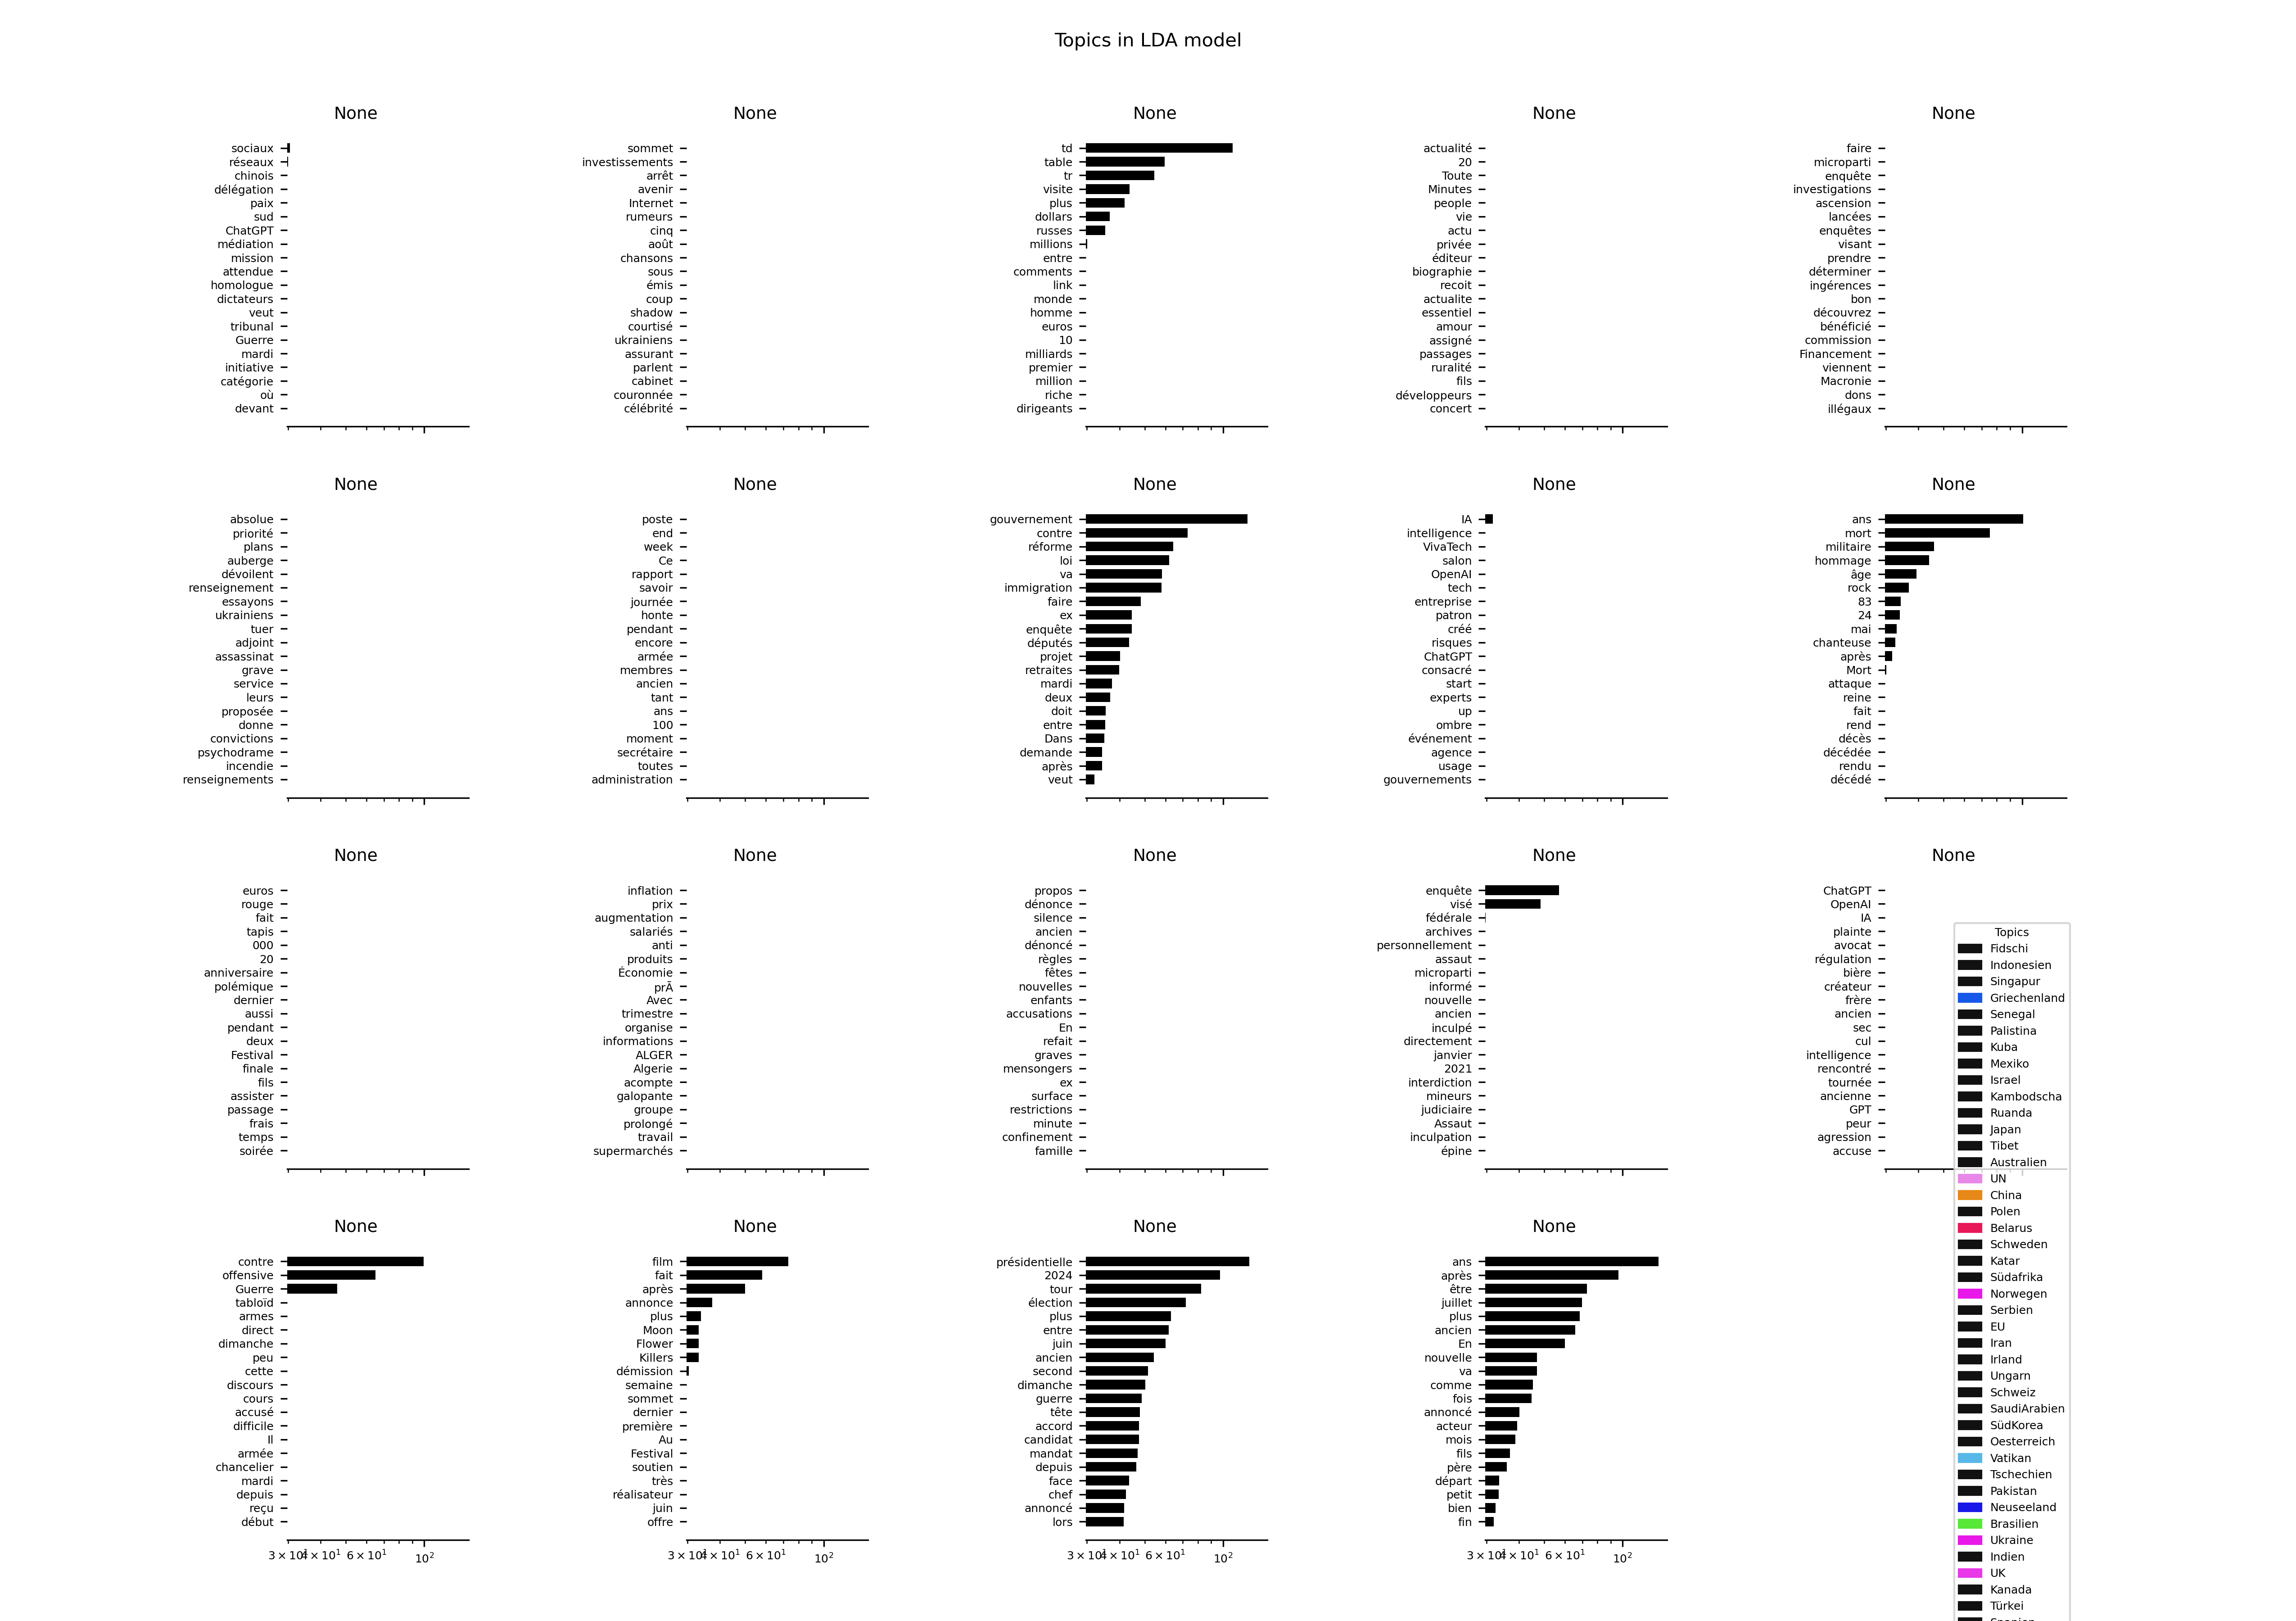 Topics in LDA model
None
sociaux
réseaux
chinois
délégation
paix
sud
ChatGPT
médiation
mission
attendue
homologue
dictateurs
veut
tribunal
Guerre
mardi
initiative
catégorie
où
devant
None
sommet
investissements
arrêt
avenir
Internet
rumeurs
cinq
août
chansons
sous
émis
coup
shadow
courtisé
ukrainiens
assurant
parlent
cabinet
couronnée
célébrité
None
td
table
tr
visite
plus
dollars
russes
millions
entre
comments
link
monde
homme
euros
10
milliards
premier
million
riche
dirigeants
None
actualité
20
Toute
Minutes
people
vie
actu
privée
éditeur
biographie
recoit
actualite
essentiel
amour
assigné
passages
ruralité
fils
développeurs
concert
None
faire
microparti
enquête
investigations
ascension
lancées
enquêtes
visant
prendre
déterminer
ingérences
bon
découvrez
bénéficié
commission
Financement
viennent
Macronie
dons
illégaux
None
absolue
priorité
plans
auberge
dévoilent
renseignement
essayons
ukrainiens
tuer
adjoint
assassinat
grave
service
leurs
proposée
donne
convictions
psychodrame
incendie
renseignements
None
poste
end
week
Ce
rapport
savoir
journée
honte
pendant
encore
armée
membres
ancien
tant
ans
100
moment
secrétaire
toutes
administration
None
gouvernement
contre
réforme
loi
va
immigration
faire
ex
enquête
députés
projet
retraites
mardi
deux
doit
entre
Dans
demande
après
veut
None
IA
intelligence
VivaTech
salon
OpenAI
tech
entreprise
patron
créé
risques
ChatGPT
consacré
start
experts
up
ombre
événement
agence
usage
gouvernements
None
ans
mort
militaire
hommage
âge
rock
83
24
mai
chanteuse
après
Mort
attaque
reine
fait
rend
décès
décédée
rendu
décédé
None
euros
rouge
fait
tapis
000
20
anniversaire
polémique
dernier
aussi
pendant
deux
Festival
finale
fils
assister
passage
frais
temps
soirée
None
inflation
prix
augmentation
salariés
anti
produits
Économie
prÃ
Avec
trimestre
organise
informations
ALGER
Algerie
acompte
galopante
groupe
prolongé
travail
supermarchés
None
propos
dénonce
silence
ancien
dénoncé
règles
fêtes
nouvelles
enfants
accusations
En
refait
graves
mensongers
ex
surface
restrictions
minute
confinement
famille
None
enquête
visé
fédérale
archives
personnellement
assaut
microparti
informé
nouvelle
ancien
inculpé
directement
janvier
2021
interdiction
mineurs
judiciaire
Assaut
inculpation
épine
None
ChatGPT
OpenAI
IA
plainte
avocat
régulation
bière
créateur
frère
ancien
sec
cul
intelligence
rencontré
tournée
ancienne
GPT
peur
agression
accuse
None
contre
offensive
Guerre
tabloïd
armes
direct
dimanche
peu
cette
discours
cours
accusé
difficile
Il
armée
chancelier
mardi
depuis
reçu
début
3 × 10¹ 4 × 10¹ 6 × 10¹ 10²
None
film
fait
après
annonce
plus
Moon
Flower
Killers
démission
semaine
sommet
dernier
première
Au
Festival
soutien
très
réalisateur
juin
offre
3 × 10¹ 4 × 10¹ 6 × 10¹ 10²
None
présidentielle
2024
tour
élection
plus
entre
juin
ancien
second
dimanche
guerre
tête
accord
candidat
mandat
depuis
face
chef
annoncé
lors
3 × 10¹ 4 × 10¹ 6 × 10¹ 10²
None
ans
après
être
juillet
plus
ancien
En
nouvelle
va
comme
fois
annoncé
acteur
mois
fils
père
départ
petit
bien
fin
3 × 10¹ 4 × 10¹ 6 × 10¹ 10²
Topics
Fidschi
Indonesien
Singapur
Griechenland
Senegal
Palistina
Kuba
Mexiko
Israel
Kambodscha
Ruanda
Japan
Tibet
Australien
UN
China
Polen
Belarus
Schweden
Katar
Südafrika
Norwegen
Serbien
EU
Iran
Irland
Ungarn
Schweiz
SaudiArabien
SüdKorea
Oesterreich
Vatikan
Tschechien
Pakistan
Neuseeland
Brasilien
Ukraine
Indien
UK
Kanada
Türkei